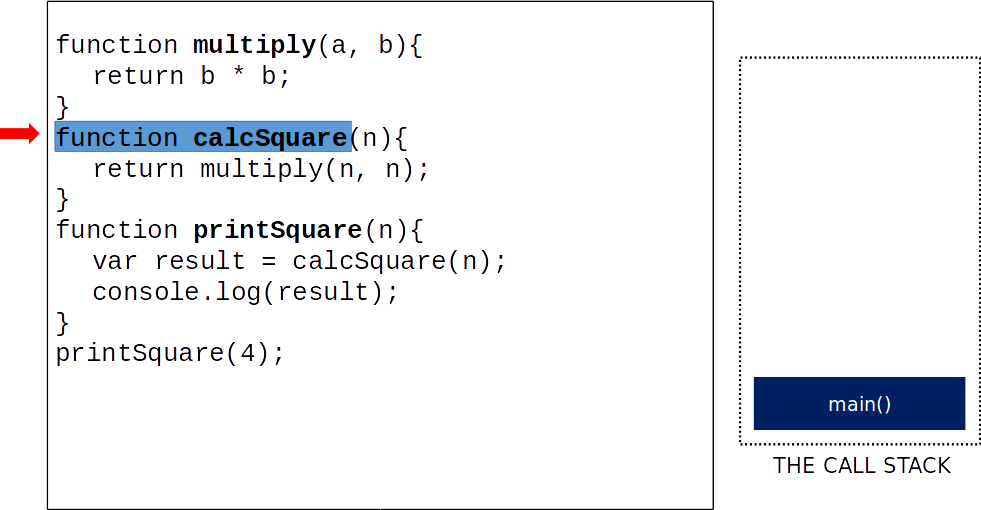 function multiply(a, b){
return b * b;
}
function calcSquare(n){
return multiply(n, n);
}
function printSquare(n){
var result = calcSquare(n);
console.log(result);
}
printSquare(4);
main()
THE CALL STACK